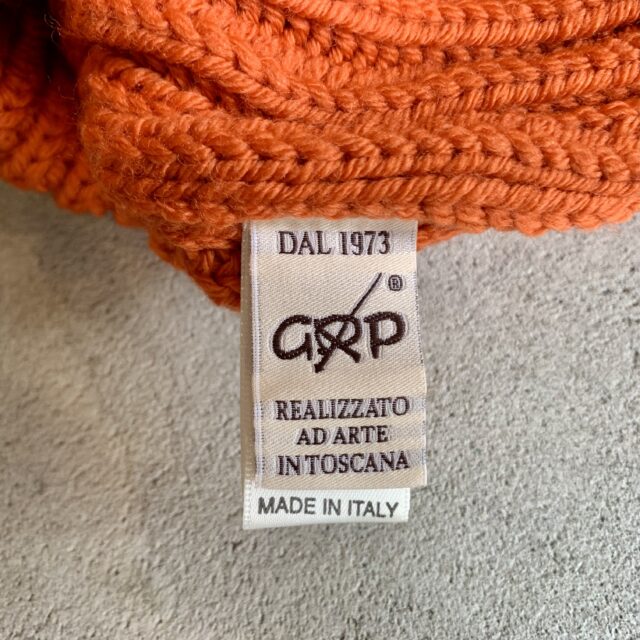 DAL 1973
GRP®
REALIZZATO
AD ARTE
IN TOSCANA
MADE IN ITALY